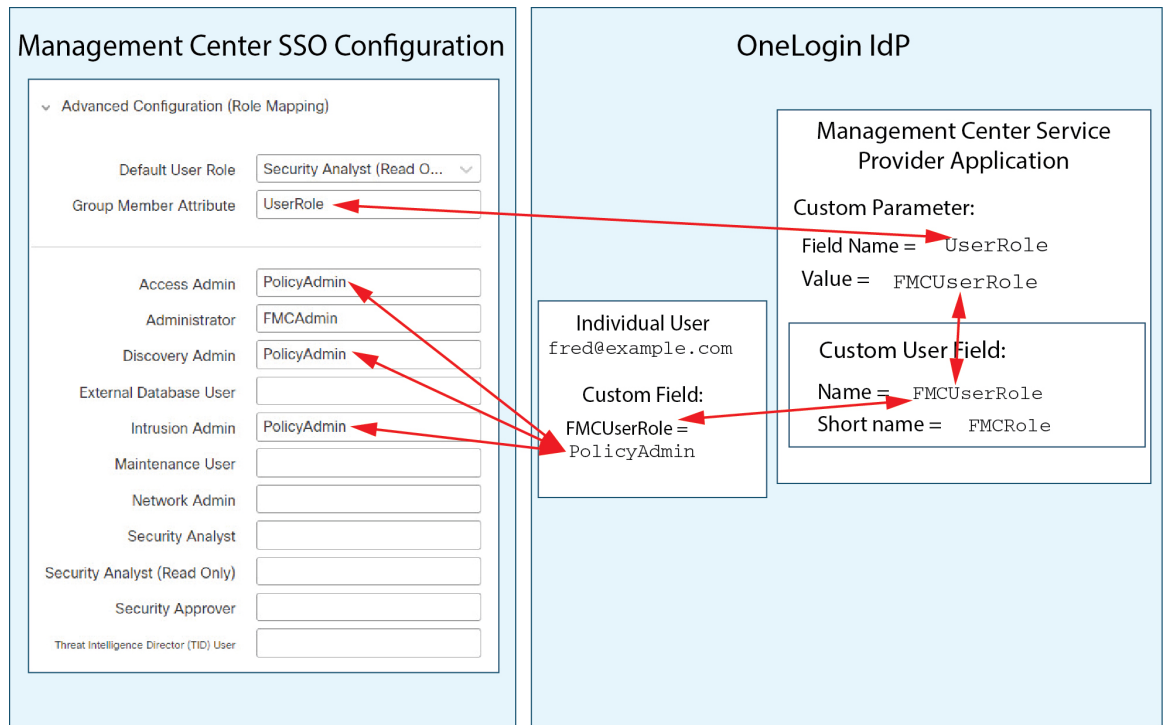 Management Center SSO Configuration
Advanced Configuration (Role Mapping)
Default User Role Security Analyst (Read O...
Group Member Attribute UserRole
Access Admin PolicyAdmin
Administrator FMCAdmin
Discovery Admin PolicyAdmin
External Database User
Intrusion Admin PolicyAdmin
Maintenance User
Network Admin
Security Analyst
Security Analyst (Read Only)
Security Approver
Threat Intelligence Director (TID) User
OneLogin IdP
Management Center Service
Provider Application
Custom Parameter:
Field Name = UserRole
Value = FMCUserRole
Custom User Field:
Name = FMCUserRole
Short name = FMCRole
Individual User
fred@example.com
Custom Field:
FMCUserRole =
PolicyAdmin